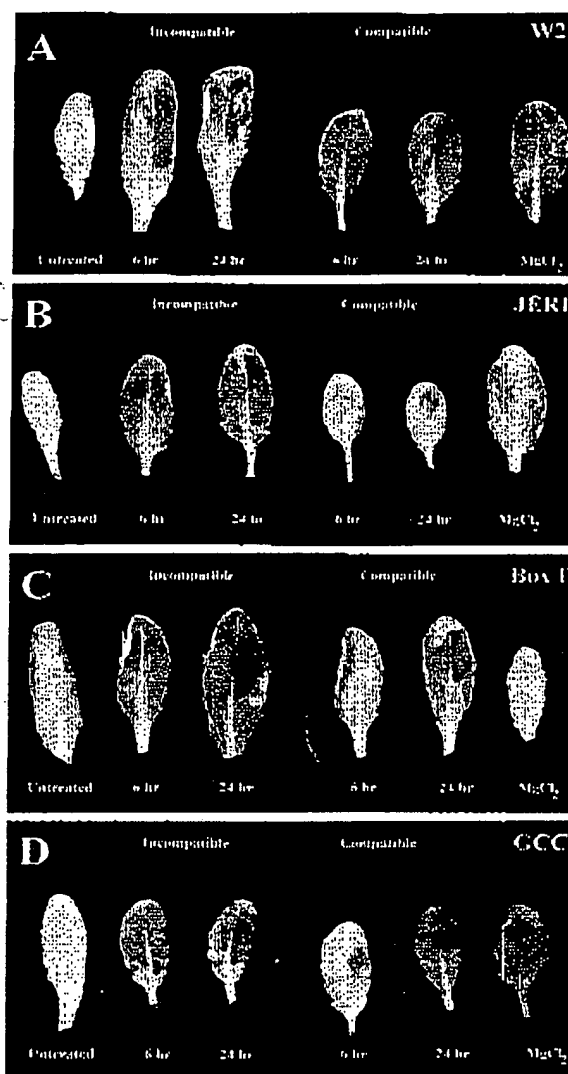 A Incompatible Compatible W2
Untreated 6 hr 24 hr 6 hr 24 hr MgCl2
B Incompatible Compatible JERE
Untreated 6 hr 24 hr 6 hr 24 hr MgCl2
C Incompatible Compatible Box
Untreated 6 hr 24 hr 6 hr 24 hr MgCl2
D Incompatible Compatible GCC
Untreated 6 hr 24 hr 6 hr 24 hr MgCl2